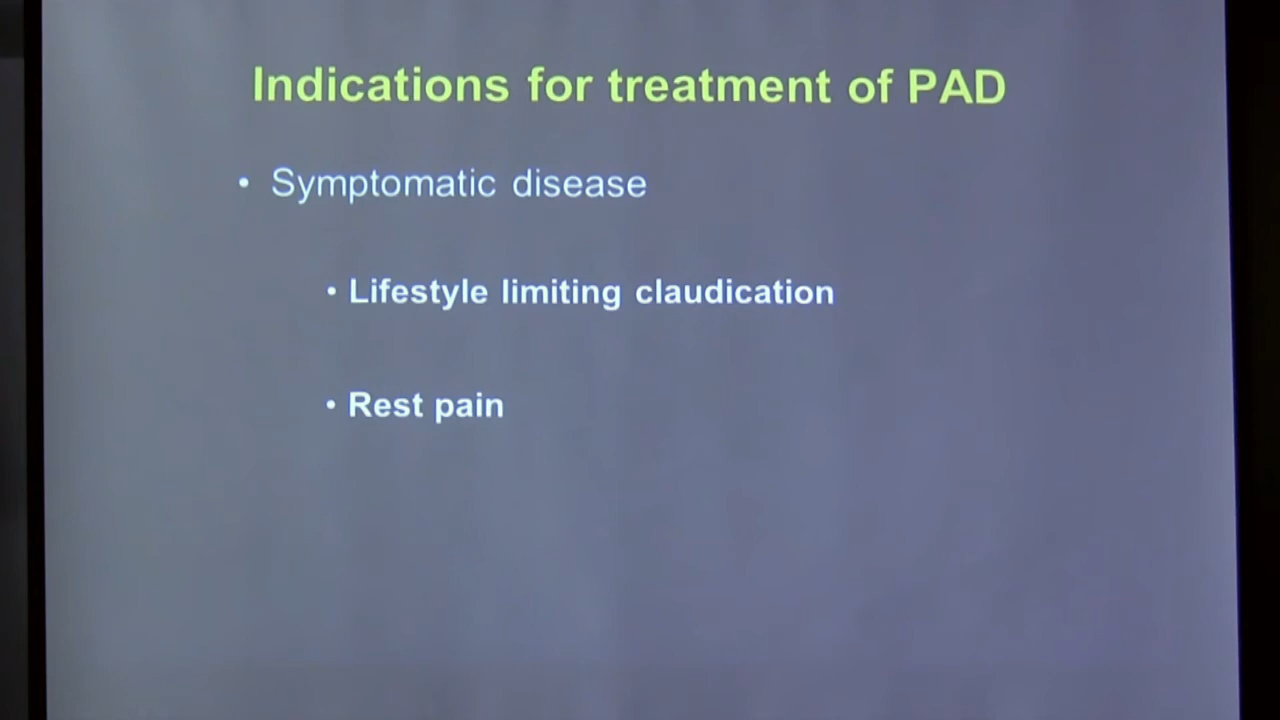 Indications for treatment of PAD
• Symptomatic disease
• Lifestyle limiting claudication
• Rest pain